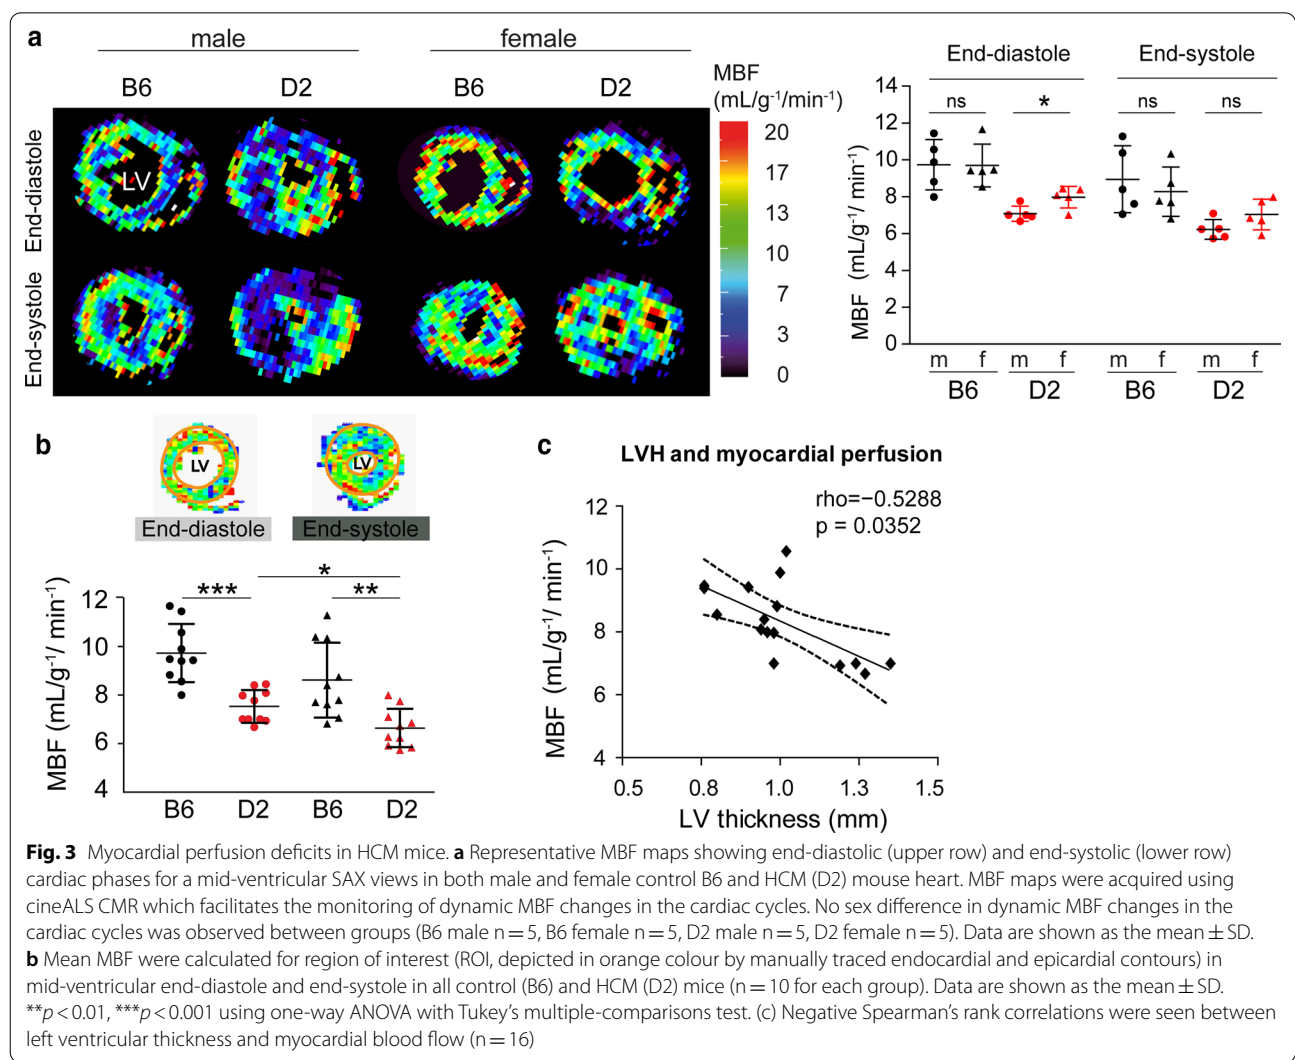 a
male
female
B6
D2
B6
D2
MBF
(mL/g⁻¹/min⁻¹)
End-diastole
End-systole
LV
20
17
13
10
7
3
0
End-diastole
End-systole
ns
*
ns
ns
MBF (mL/g⁻¹/ min⁻¹)
14
12
10
8
6
4
2
0
m f m f m f m f
B6 D2 B6 D2
b
LV
LV
End-diastole
End-systole
*
***
**
MBF (mL/g⁻¹/ min⁻¹)
12
10
8
6
4
B6 D2 B6 D2
c
LVH and myocardial perfusion
rho=−0.5288
p = 0.0352
MBF (mL/g⁻¹/ min⁻¹)
12
10
8
6
4
0.5 0.8 1.0 1.3 1.5
LV thickness (mm)
Fig. 3 Myocardial perfusion deficits in HCM mice. a Representative MBF maps showing end-diastolic (upper row) and end-systolic (lower row)
cardiac phases for a mid-ventricular SAX views in both male and female control B6 and HCM (D2) mouse heart. MBF maps were acquired using
cineALS CMR which facilitates the monitoring of dynamic MBF changes in the cardiac cycles. No sex difference in dynamic MBF changes in the
cardiac cycles was observed between groups (B6 male n = 5, B6 female n = 5, D2 male n = 5, D2 female n = 5). Data are shown as the mean ± SD.
b Mean MBF were calculated for region of interest (ROI, depicted in orange colour by manually traced endocardial and epicardial contours) in
mid-ventricular end-diastole and end-systole in all control (B6) and HCM (D2) mice (n = 10 for each group). Data are shown as the mean ± SD.
**p < 0.01, ***p < 0.001 using one-way ANOVA with Tukey's multiple-comparisons test. (c) Negative Spearman's rank correlations were seen between
left ventricular thickness and myocardial blood flow (n = 16)